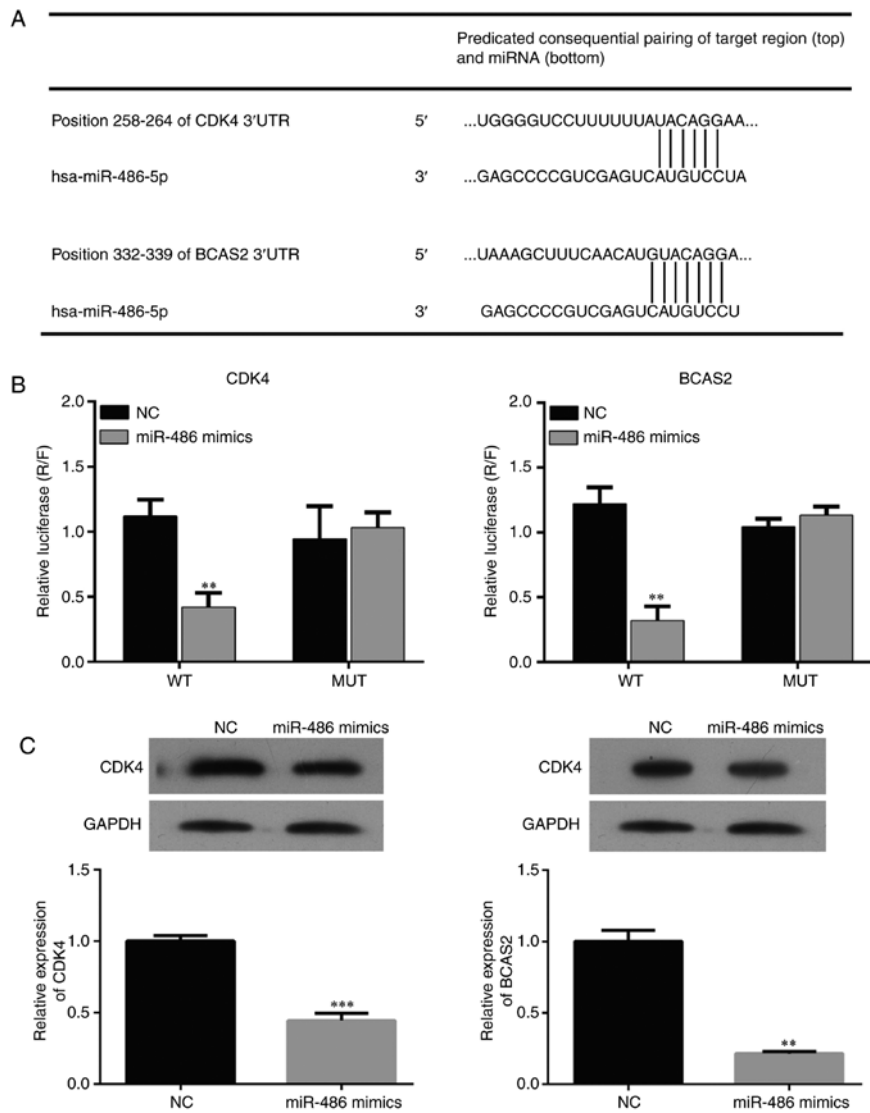 A
Predicated consequential pairing of target region (top)
and miRNA (bottom)
Position 258-264 of CDK4 3′UTR 5′ ...UGGGGUCCUUUUUUAUACAGGAA...
hsa-miR-486-5p 3′ ...GAGCCCCGUCGAGUCAUGUCCUA
Position 332-339 of BCAS2 3′UTR 5′ ...UAAAGCUUUCAACAUGUACAGGA...
hsa-miR-486-5p 3′ GAGCCCCGUCGAGUCAUGUCCU
B
CDK4
NC
miR-486 mimics
Relative luciferase (R/F)
2.0
1.5
1.0
0.5
0.0
WT MUT
**
BCAS2
NC
miR-486 mimics
Relative luciferase (R/F)
2.0
1.5
1.0
0.5
0.0
WT MUT
**
C
NC miR-486 mimics
CDK4
GAPDH
Relative expression
of CDK4
1.5
1.0
0.5
0.0
***
NC miR-486 mimics
NC miR-486 mimics
CDK4
GAPDH
Relative expression
of BCAS2
1.5
1.0
0.5
0.0
**
NC miR-486 mimics